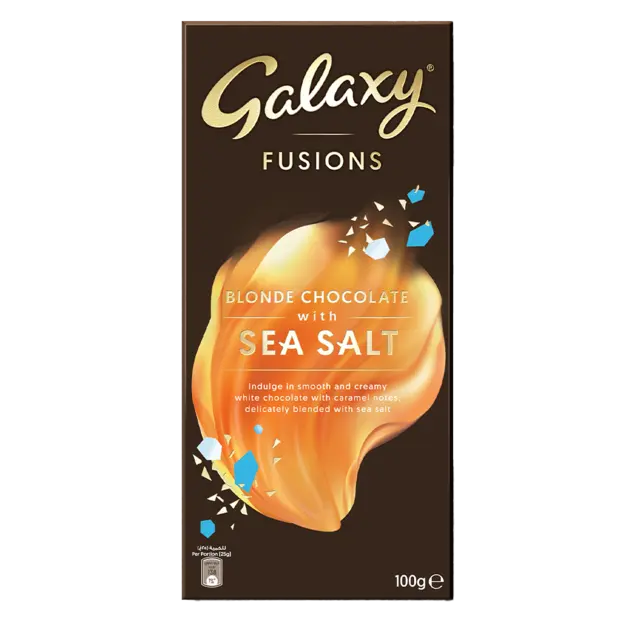 Galaxy®
FUSIONS
BLONDE CHOCOLATE
with
SEA SALT
Indulge in smooth and creamy
white chocolate with caramel notes,
delicately blended with sea salt
Per Portion (25g)
100g℮